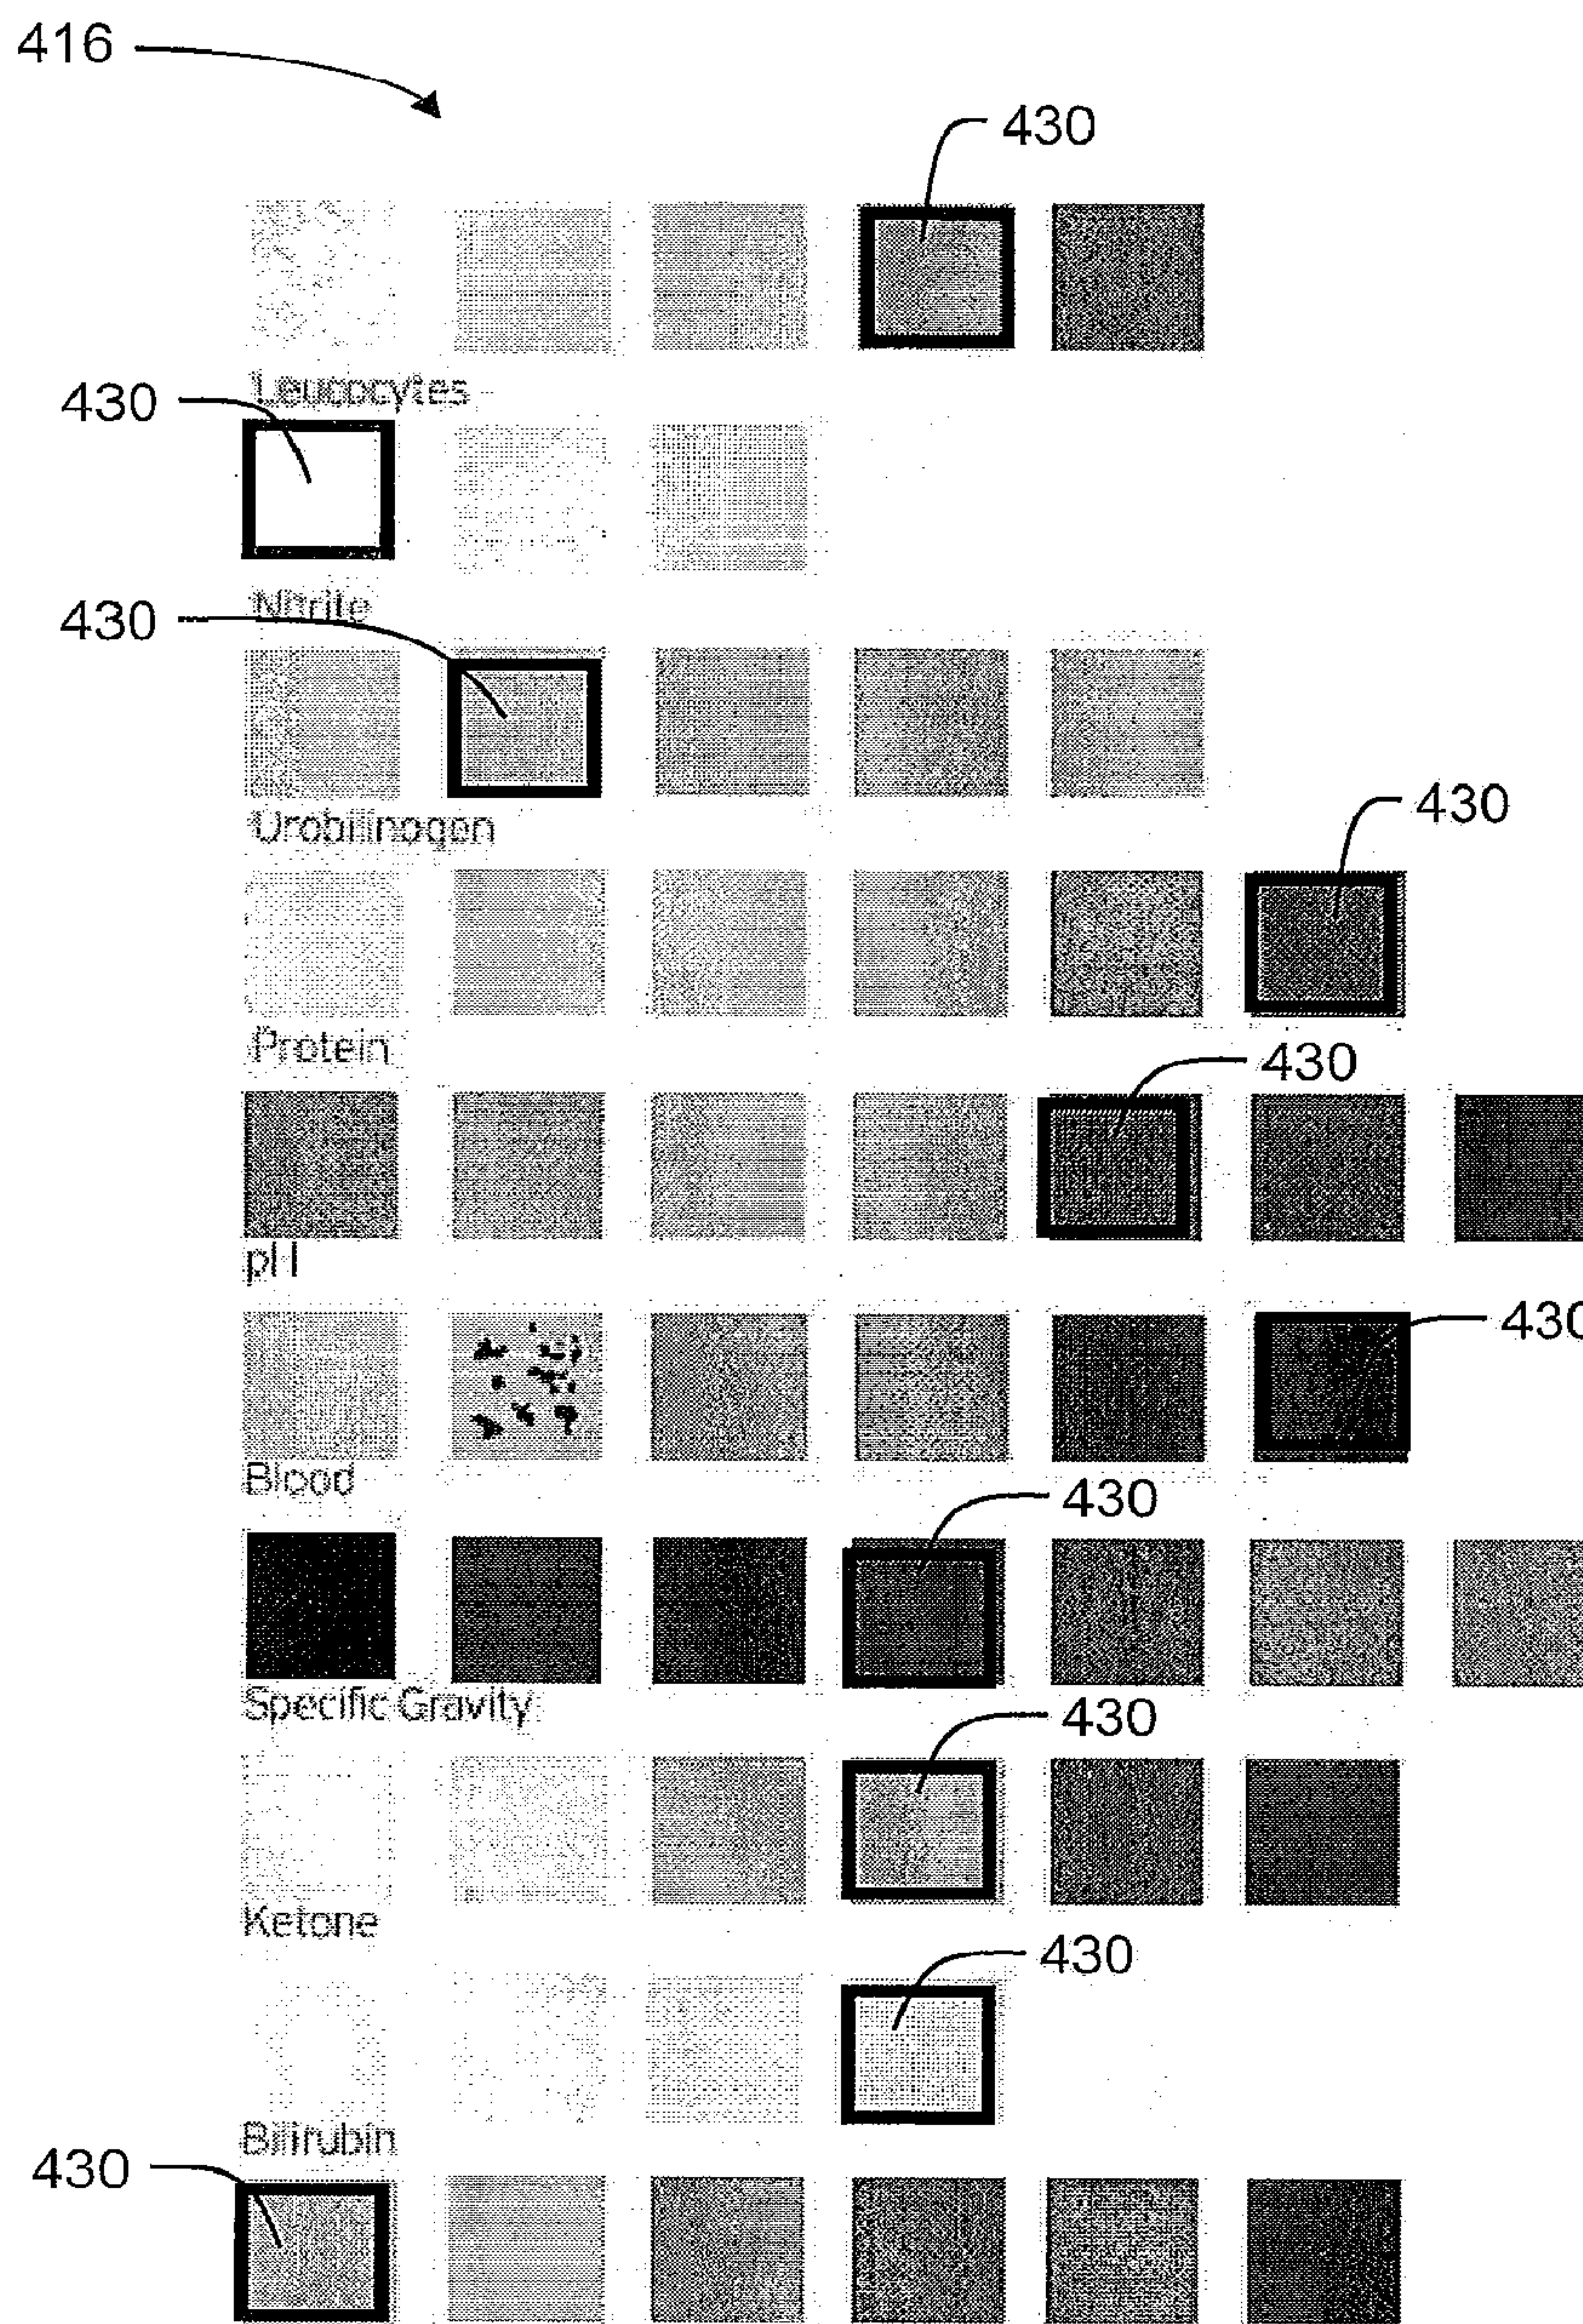 416
430
Leucocytes
430
Nitrite
430
Urobilinogen
430
Protein
430
pH
430
Blood
430
Specific Gravity
430
Ketone
430
Bilirubin
430